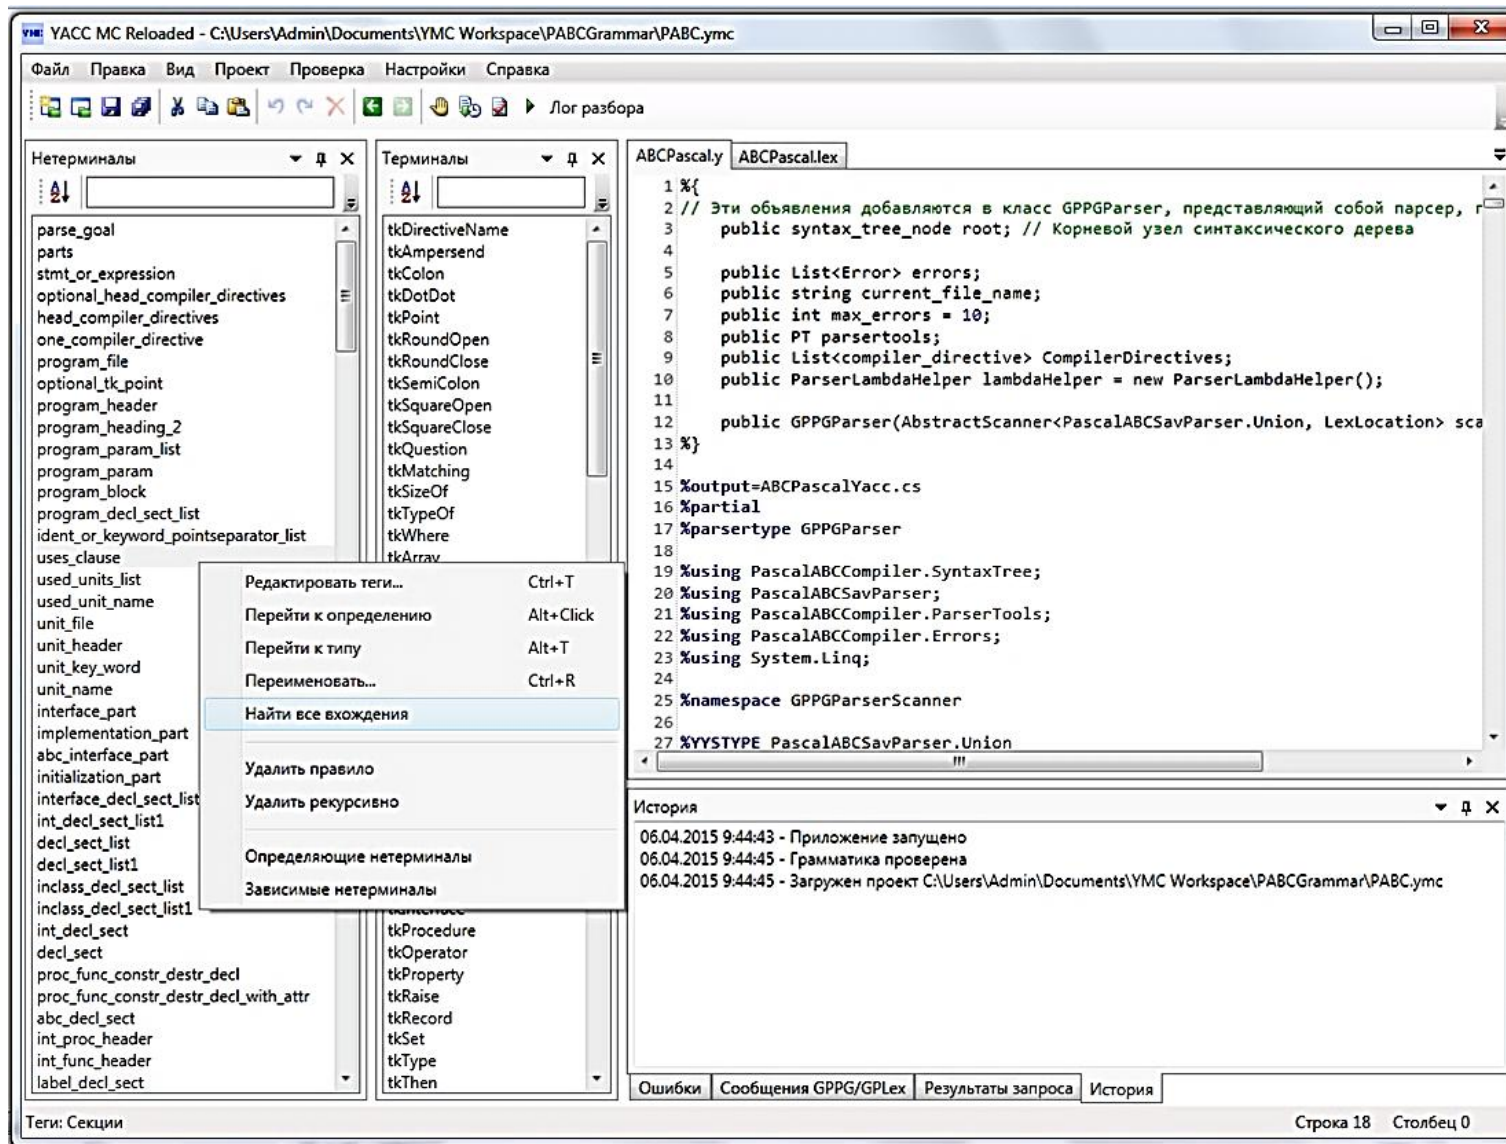 YACC MC Reloaded - C:\Users\Admin\Documents\YMC Workspace\PABCGrammar\PABC.ymc
Файл Правка Вид Проект Проверка Настройки Справка
Лог разбора
Нетерминалы
parse_goal
parts
stmt_or_expression
optional_head_compiler_directives
head_compiler_directives
one_compiler_directive
program_file
optional_tk_point
program_header
program_heading_2
program_param_list
program_param
program_block
program_decl_sect_list
ident_or_keyword_pointseparator_list
uses_clause
used_units_list
used_unit_name
unit_file
unit_header
unit_key_word
unit_name
interface_part
implementation_part
abc_interface_part
initialization_part
interface_decl_sect_list
int_decl_sect_list1
decl_sect_list
decl_sect_list1
inclass_decl_sect_list
inclass_decl_sect_list1
int_decl_sect
decl_sect
proc_func_constr_destr_decl
proc_func_constr_destr_decl_with_attr
abc_decl_sect
int_proc_header
int_func_header
label_decl_sect
Терминалы
tkDirectiveName
tkAmpersend
tkColon
tkDotDot
tkPoint
tkRoundOpen
tkRoundClose
tkSemiColon
tkSquareOpen
tkSquareClose
tkQuestion
tkMatching
tkSizeOf
tkTypeOf
tkWhere
tkArray
tkInterface
tkProcedure
tkOperator
tkProperty
tkRaise
tkRecord
tkSet
tkType
tkThen
Редактировать теги... Ctrl+T
Перейти к определению Alt+Click
Перейти к типу Alt+T
Переименовать... Ctrl+R
Найти все вхождения
Удалить правило
Удалить рекурсивно
Определяющие нетерминалы
Зависимые нетерминалы
ABCPascal.y ABCPascal.lex
1 %{
2 // Эти объявления добавляются в класс GPPGParser, представляющий собой парсер, г
3 public syntax_tree_node root; // Корневой узел синтаксического дерева
4
5 public List<Error> errors;
6 public string current_file_name;
7 public int max_errors = 10;
8 public PT parsertools;
9 public List<compiler_directive> CompilerDirectives;
10 public ParserLambdaHelper lambdaHelper = new ParserLambdaHelper();
11
12 public GPPGParser(AbstractScanner<PascalABCSavParser.Union, LexLocation> sca
13 %}
14
15 %output=ABCPascalYacc.cs
16 %partial
17 %parsertype GPPGParser
18
19 %using PascalABCCompiler.SyntaxTree;
20 %using PascalABCSavParser;
21 %using PascalABCCompiler.ParserTools;
22 %using PascalABCCompiler.Errors;
23 %using System.Linq;
24
25 %namespace GPPGParserScanner
26
27 %YYSTYPE PascalABCSavParser.Union
История
06.04.2015 9:44:43 - Приложение запущено
06.04.2015 9:44:45 - Грамматика проверена
06.04.2015 9:44:45 - Загружен проект C:\Users\Admin\Documents\YMC Workspace\PABCGrammar\PABC.ymc
Ошибки Сообщения GPPG/GPLex Результаты запроса История
Теги: Секции Строка 18 Столбец 0